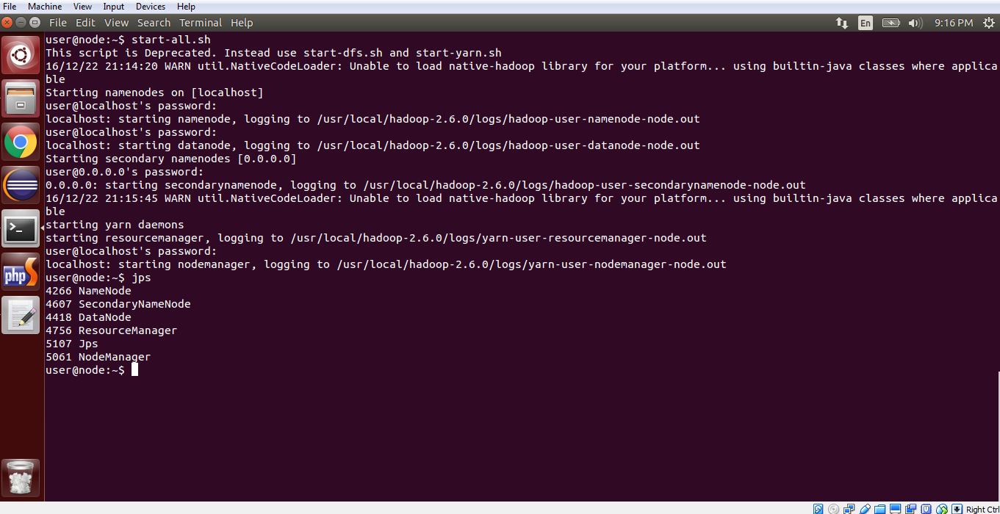 File Machine View Input Devices Help
File Edit View Search Terminal Help
En
9:16 PM
user@node:~$ start-all.sh
This script is Deprecated. Instead use start-dfs.sh and start-yarn.sh
16/12/22 21:14:20 WARN util.NativeCodeLoader: Unable to load native-hadoop library for your platform... using builtin-java classes where applica
ble
Starting namenodes on [localhost]
user@localhost's password:
localhost: starting namenode, logging to /usr/local/hadoop-2.6.0/logs/hadoop-user-namenode-node.out
user@localhost's password:
localhost: starting datanode, logging to /usr/local/hadoop-2.6.0/logs/hadoop-user-datanode-node.out
Starting secondary namenodes [0.0.0.0]
user@0.0.0.0's password:
0.0.0.0: starting secondarynamenode, logging to /usr/local/hadoop-2.6.0/logs/hadoop-user-secondarynamenode-node.out
16/12/22 21:15:45 WARN util.NativeCodeLoader: Unable to load native-hadoop library for your platform... using builtin-java classes where applica
ble
starting yarn daemons
starting resourcemanager, logging to /usr/local/hadoop-2.6.0/logs/yarn-user-resourcemanager-node.out
user@localhost's password:
localhost: starting nodemanager, logging to /usr/local/hadoop-2.6.0/logs/yarn-user-nodemanager-node.out
user@node:~$ jps
4266 NameNode
4607 SecondaryNameNode
4418 DataNode
4756 ResourceManager
5107 Jps
5061 NodeManager
user@node:~$
>_
php
Right Ctrl